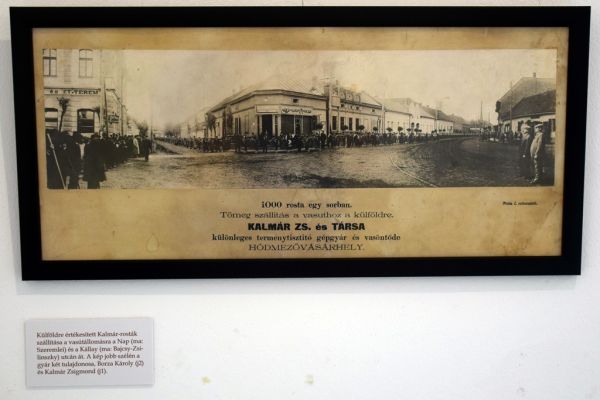 1000 rosta egy sorban.
Tömeg szállítás a vasuthoz a külföldre.
KALMÁR ZS. és TÁRSA
különleges terménytisztító gépgyár és vasöntöde
HÓDMEZŐVÁSÁRHELY.
Külföldre értékesített Kalmár-rosták
szállítása a vasútállomásra a Nap (ma:
Szeremlei) és a Kállay (ma: Bajcsy-Zsi-
linszky) utcán át. A kép jobb szélén a
gyár két tulajdonosa, Borza Károly (j2)
és Kalmár Zsigmond (j1).